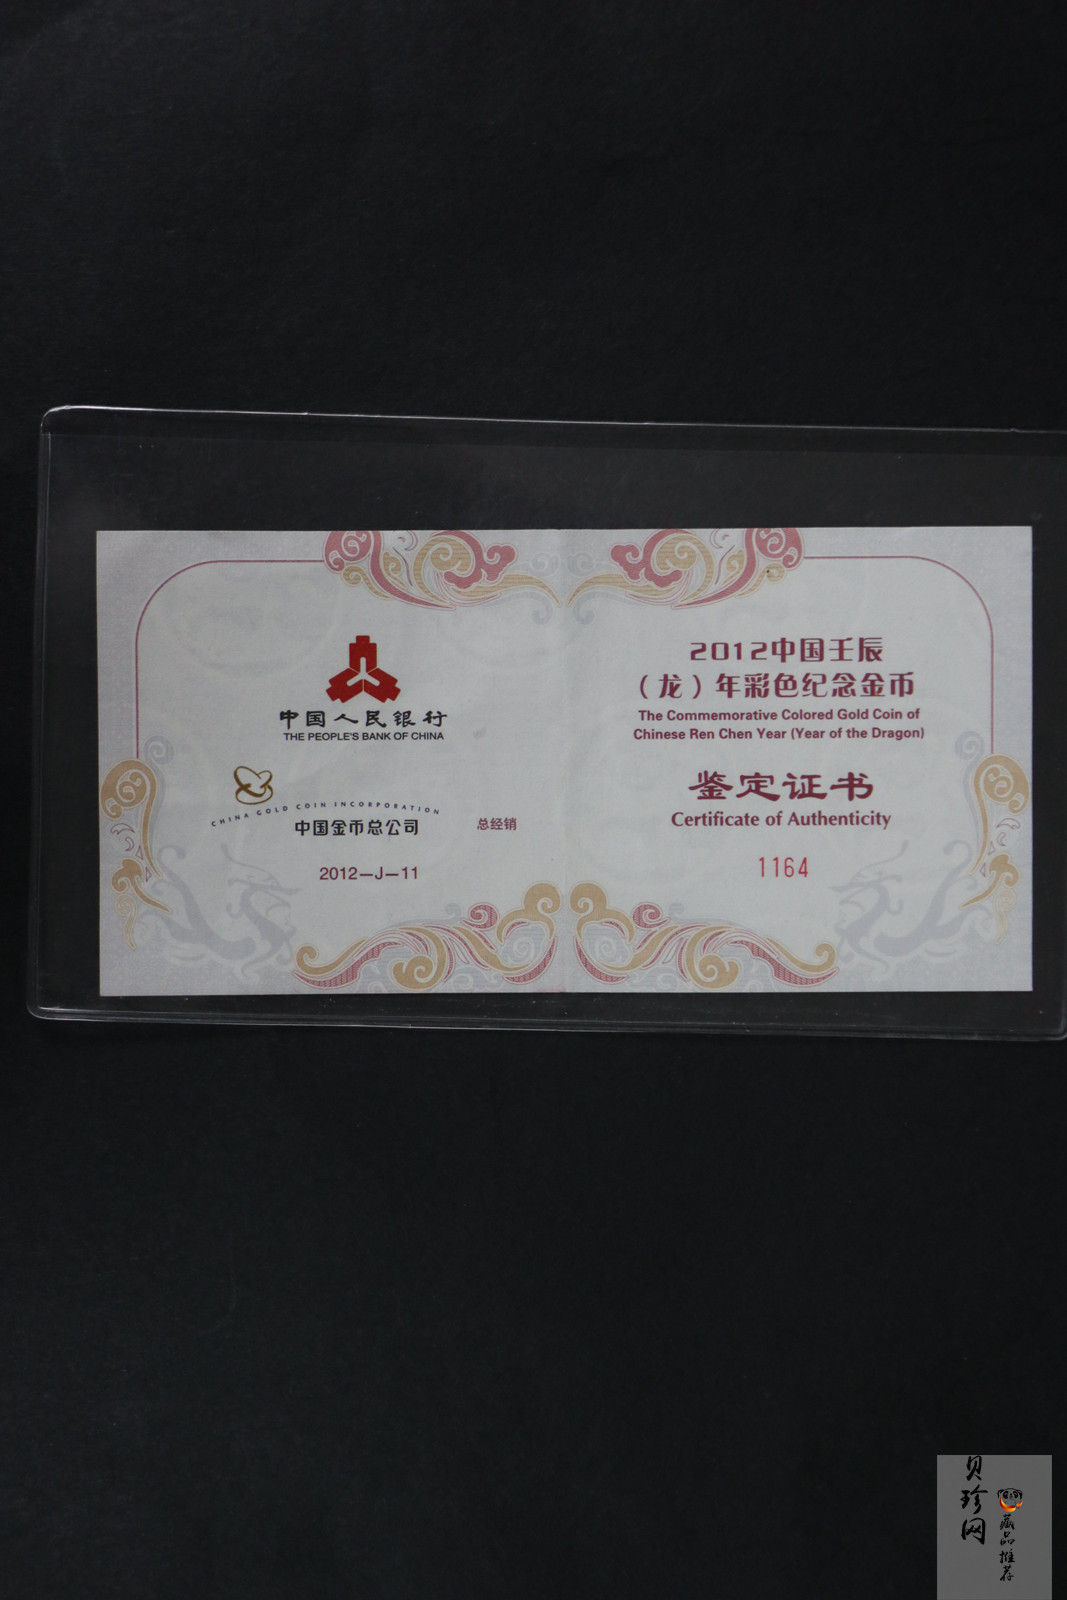 中国人民银行
THE PEOPLE'S BANK OF CHINA
CHINA GOLD COIN INCORPORATION
中国金币总公司
总经销
2012—J—11
2012中国壬辰
（龙）年彩色纪念金币
The Commemorative Colored Gold Coin of
Chinese Ren Chen Year (Year of the Dragon)
鉴定证书
Certificate of Authenticity
1164
贝珍网
藏品推荐